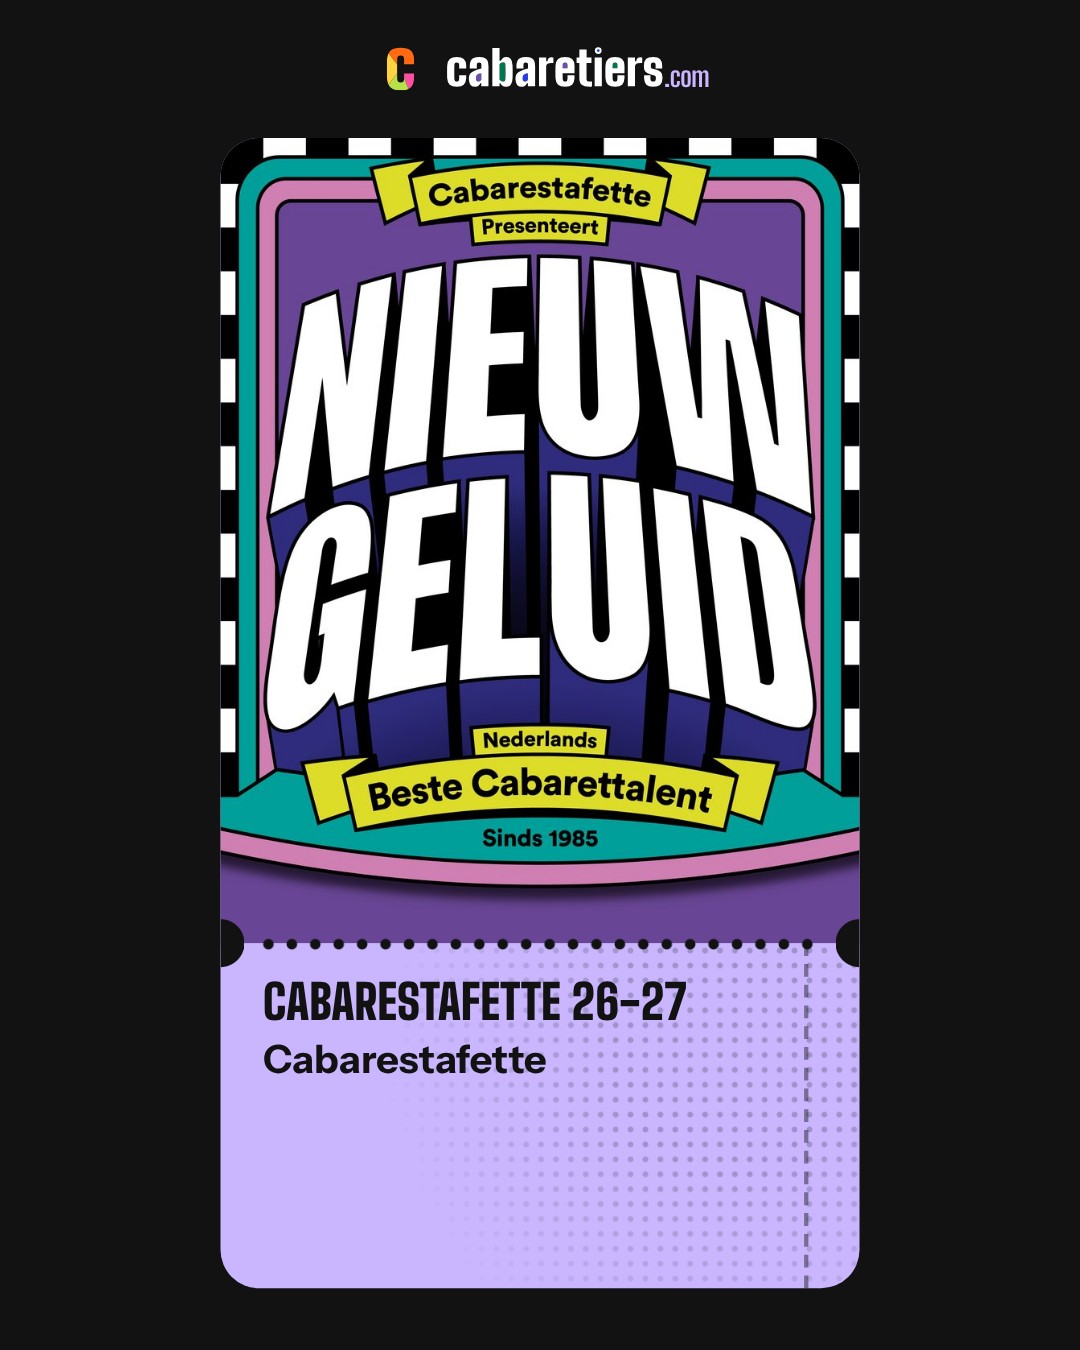 cabaretiers.com
Cabarestafette
Presenteert
NIEUW
GELUID
Nederlands
Beste Cabarettalent
Sinds 1985
CABARESTAFETTE 26-27
Cabarestafette